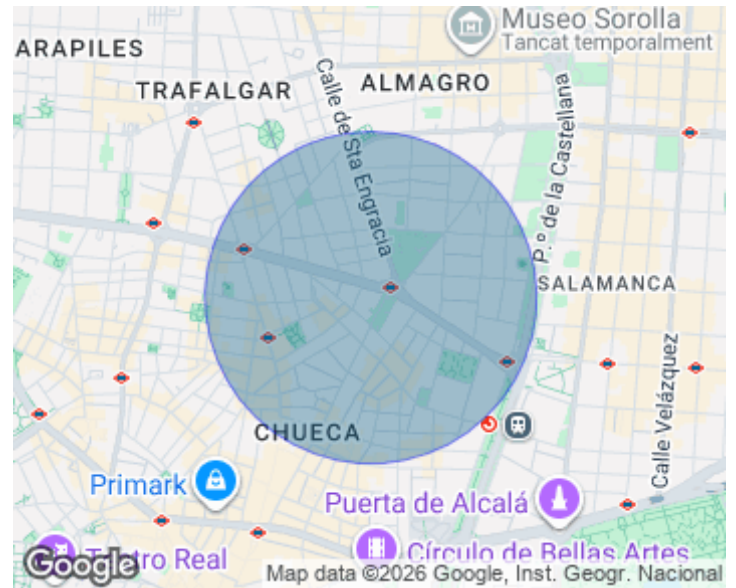 Museo Sorolla
Tancat temporalment
ARAPILES
TRAFALGAR
ALMAGRO
Calle de Sta Engracia
P.º de la Castellana
SALAMANCA
Calle Velázquez
CHUECA
Primark
Puerta de Alcalá
Teatro Real
Círculo de Bellas Artes
Google
Map data ©2026 Google, Inst. Geogr. Nacional